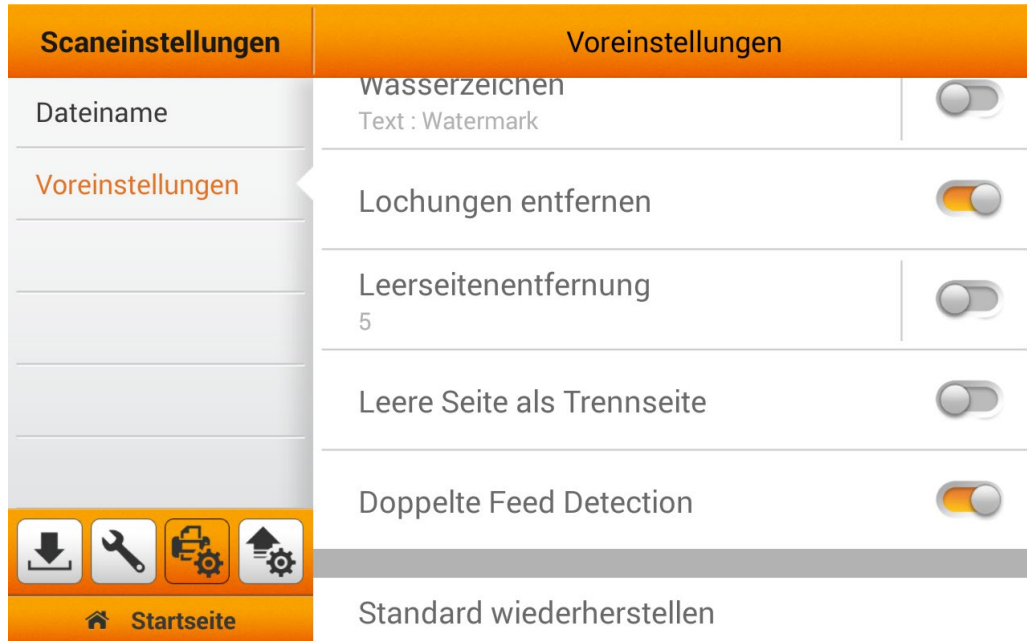 Scaneinstellungen
Voreinstellungen
Dateiname
Voreinstellungen
Startseite
Wasserzeichen
Text : Watermark
Lochungen entfernen
Leerseitenentfernung
5
Leere Seite als Trennseite
Doppelte Feed Detection
Standard wiederherstellen